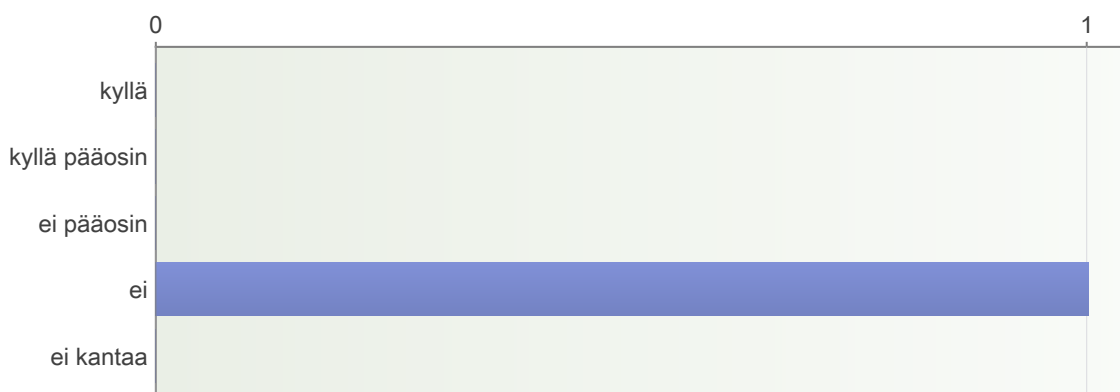 0 1
kyllä
kyllä pääosin
ei pääosin
ei
ei kantaa